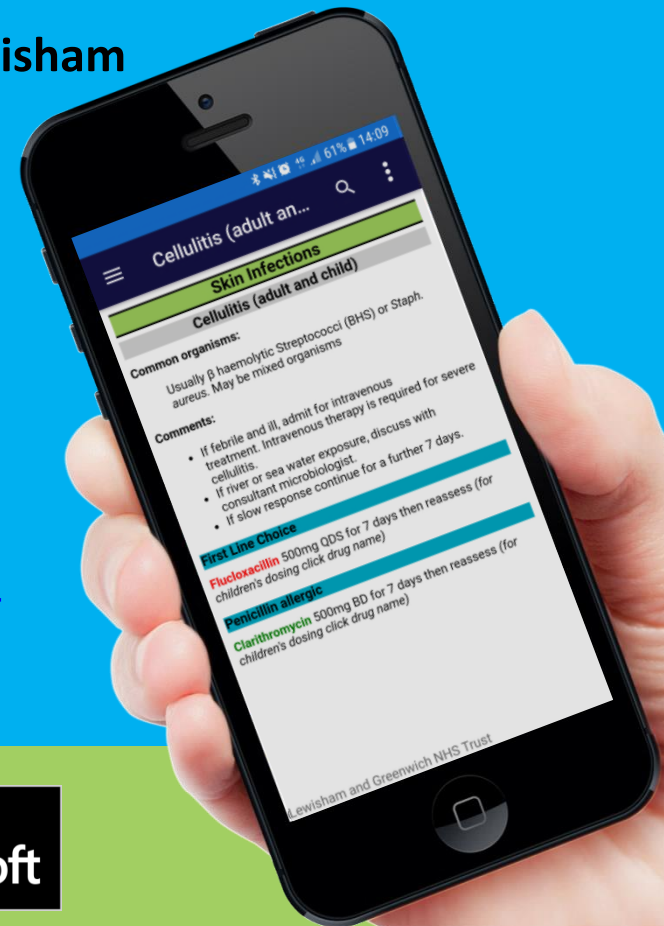 isham
61% 14:09
Cellulitis (adult an...
Skin Infections
Cellulitis (adult and child)
Common organisms:
Usually β haemolytic Streptococci (BHS) or Staph.
aureus. May be mixed organisms
Comments:
• If febrile and ill, admit for intravenous
treatment. Intravenous therapy is required for severe
cellulitis.
• If river or sea water exposure, discuss with
consultant microbiologist.
• If slow response continue for a further 7 days.
First Line Choice
Flucloxacillin 500mg QDS for 7 days then reassess (for
children's dosing click drug name)
Penicillin allergic
Clarithromycin 500mg BD for 7 days then reassess (for
children's dosing click drug name)
Lewisham and Greenwich NHS Trust
oft